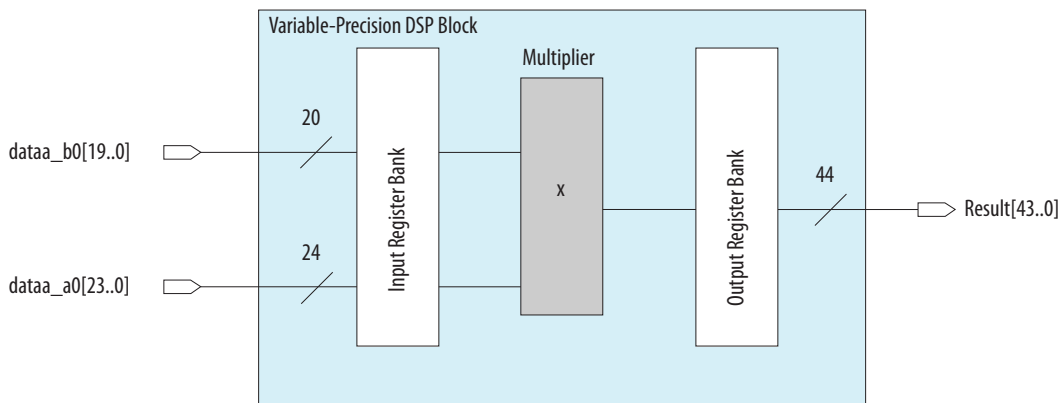 Variable-Precision DSP Block
Multiplier
20
dataa_b0[19..0]
44
x
Result[43..0]
Input Register Bank
Output Register Bank
24
dataa_a0[23..0]